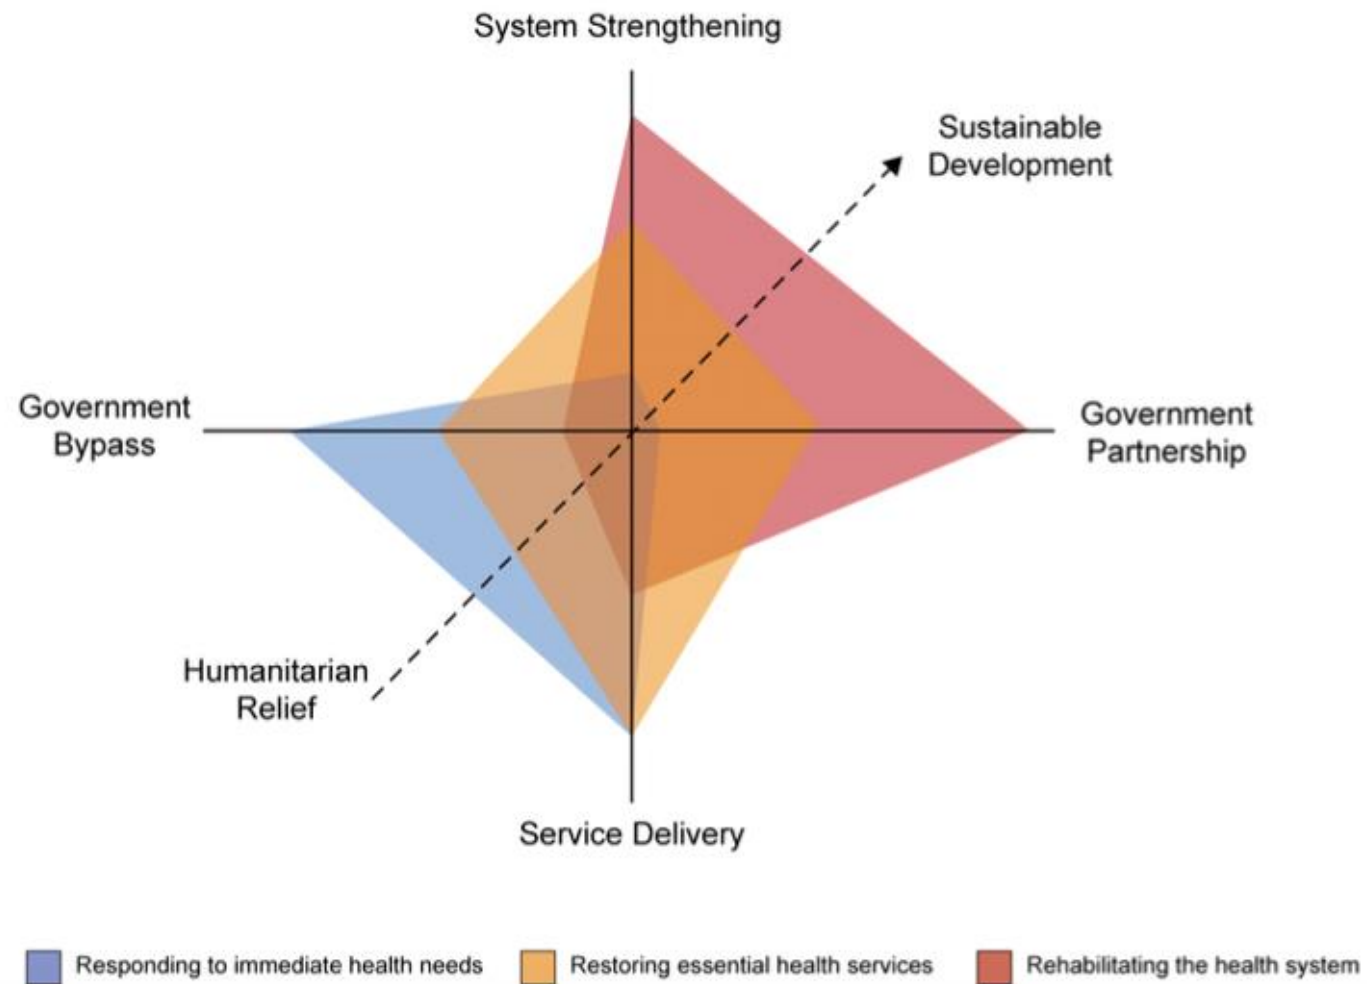 System Strengthening
Sustainable
Development
Government
Bypass
Government
Partnership
Humanitarian
Relief
Service Delivery
Responding to immediate health needs
Restoring essential health services
Rehabilitating the health system